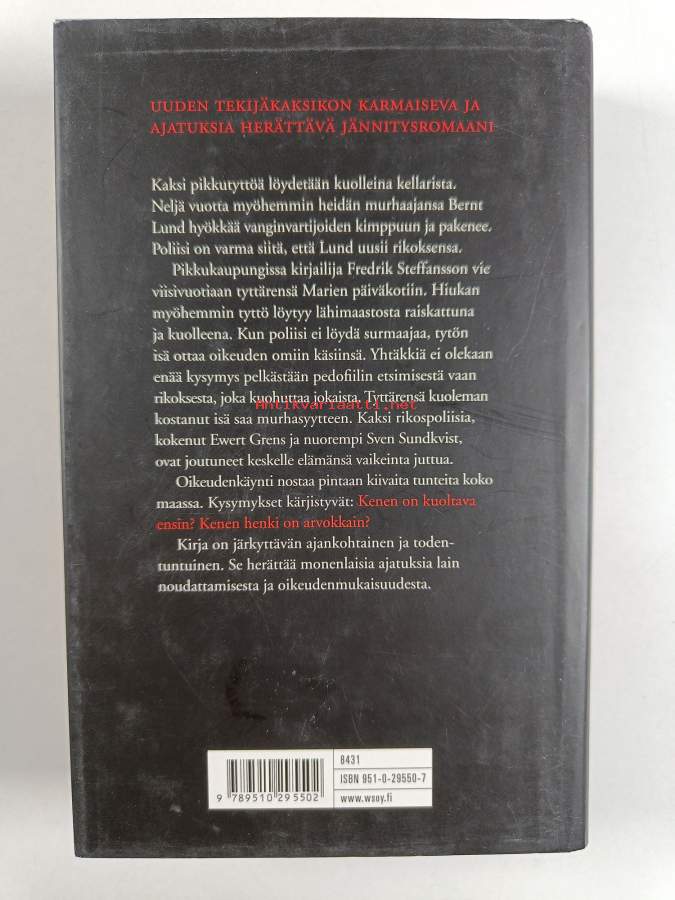 UUDEN TEKIJÄKAKSIKON KARMAISEVA JA
AJATUKSIA HERÄTTÄVÄ JÄNNITYSROMAANI
Kaksi pikkutyttöä löydetään kuolleina kellarista.
Neljä vuotta myöhemmin heidän murhaajansa Bernt
Lund hyökkää vanginvartijoiden kimppuun ja pakenee.
Poliisi on varma siitä, että Lund uusii rikoksensa.
Pikkukaupungissa kirjailija Fredrik Steffansson vie
viisivuotiaan tyttärensä Marien päiväkotiin. Hiukan
myöhemmin tyttö löytyy lähimaastosta raiskattuna
ja kuolleena. Kun poliisi ei löydä surmaajaa, tytön
isä ottaa oikeuden omiin käsiinsä. Yhtäkkiä ei olekaan
enää kysymys pelkästään pedofiilin etsimisestä vaan
rikoksesta, joka kuohuttaa jokaista. Tyttärensä kuoleman
Antikvariaatti.net
kostanut isä saa murhasyytteen. Kaksi rikospoliisia,
kokenut Ewert Grens ja nuorempi Sven Sundkvist,
ovat joutuneet keskelle elämänsä vaikeinta juttua.
Oikeudenkäynti nostaa pintaan kiivaita tunteita koko
maassa. Kysymykset kärjistyvät: Kenen on kuoltava
ensin? Kenen henki on arvokkain?
Kirja on järkyttävän ajankohtainen ja toden-
tuntuinen. Se herättää monenlaisia ajatuksia lain
noudattamisesta ja oikeudenmukaisuudesta.
8431
ISBN 951-0-29550-7
www.wsoy.fi
9 789510 295502